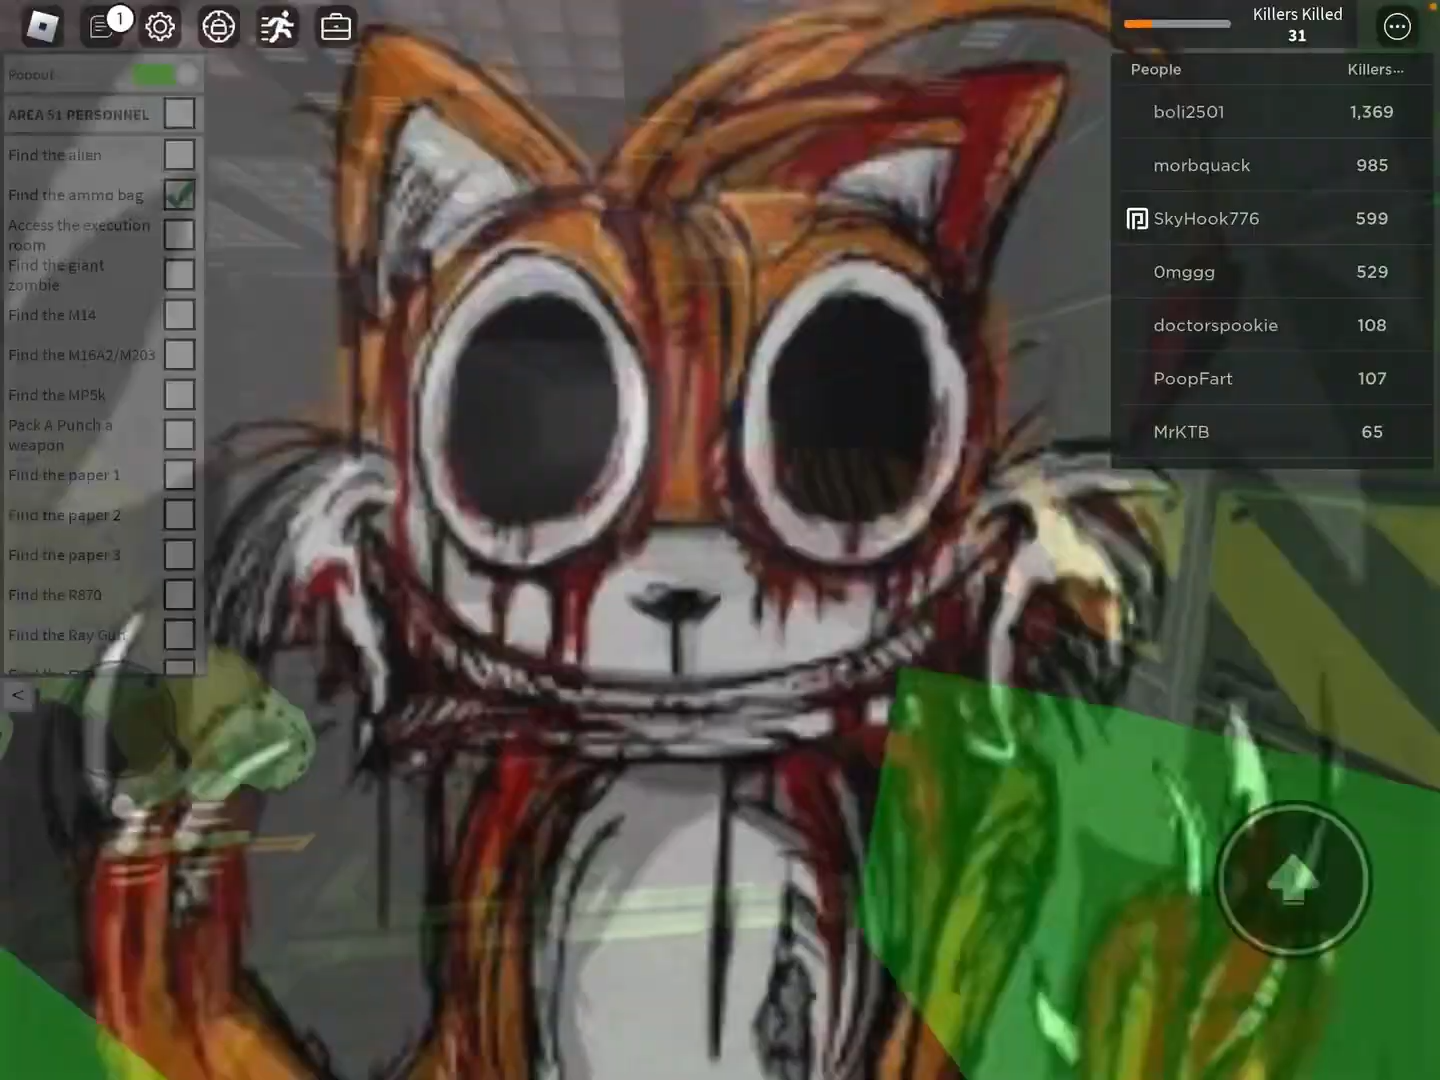 1
Killers Killed
31
Popout
AREA 51 PERSONNEL
Find the alien
Find the ammo bag
Access the execution
room
Find the giant
zombie
Find the M14
Find the M16A2/M203
Find the MP5k
Pack A Punch a
weapon
Find the paper 1
Find the paper 2
Find the paper 3
Find the R870
Find the Ray Gun
<
People Killers...
boli2501 1,369
morbquack 985
SkyHook776 599
0mggg 529
doctorspookie 108
PoopFart 107
MrKTB 65